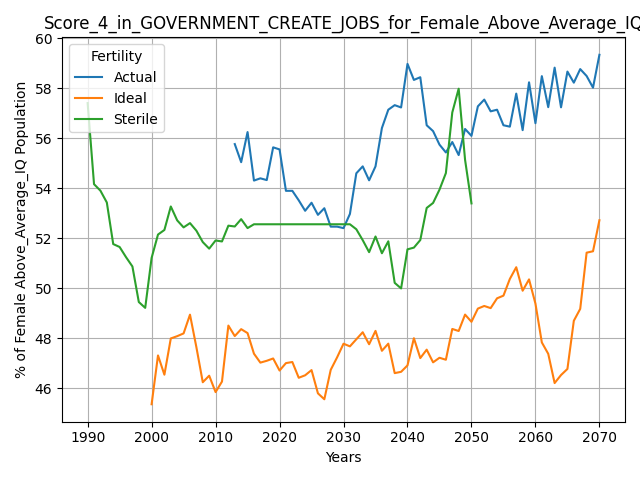 Score_4_in_GOVERNMENT_CREATE_JOBS_for_Female_Above_Average_IQ
% of Female Above_Average_IQ Population
60
58
56
54
52
50
48
46
Fertility
Actual
Ideal
Sterile
1990 2000 2010 2020 2030 2040 2050 2060 2070
Years